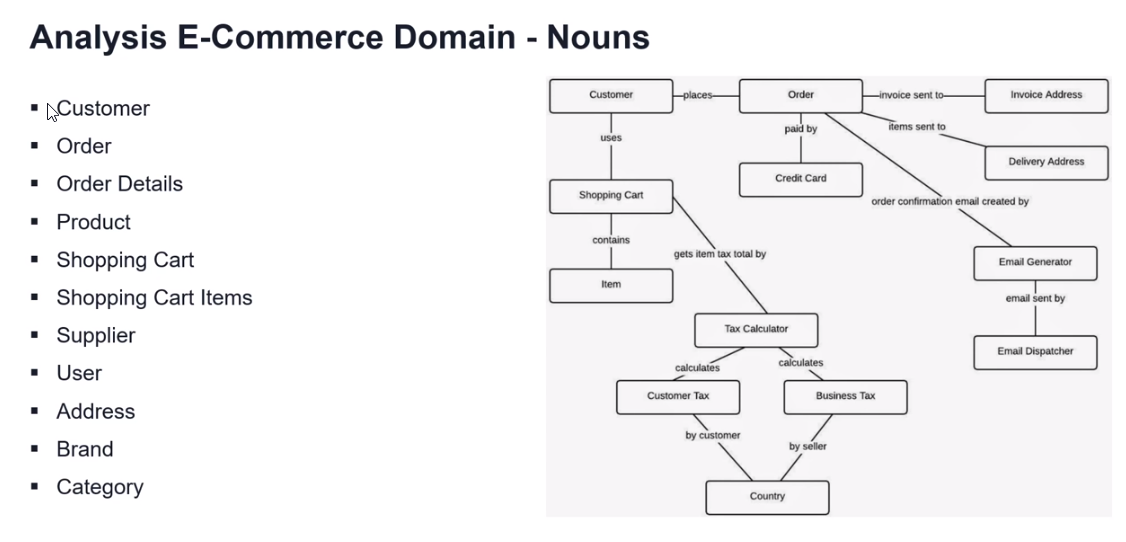 Analysis E-Commerce Domain - Nouns
Customer
Order
Order Details
Product
Shopping Cart
Shopping Cart Items
Supplier
User
Address
Brand
Category
Customer
places
Order
invoice sent to
Invoice Address
uses
paid by
items sent to
Delivery Address
Credit Card
Shopping Cart
order confirmation email created by
contains
gets item tax total by
Email Generator
Item
email sent by
Tax Calculator
Email Dispatcher
calculates
calculates
Customer Tax
Business Tax
by customer
by seller
Country